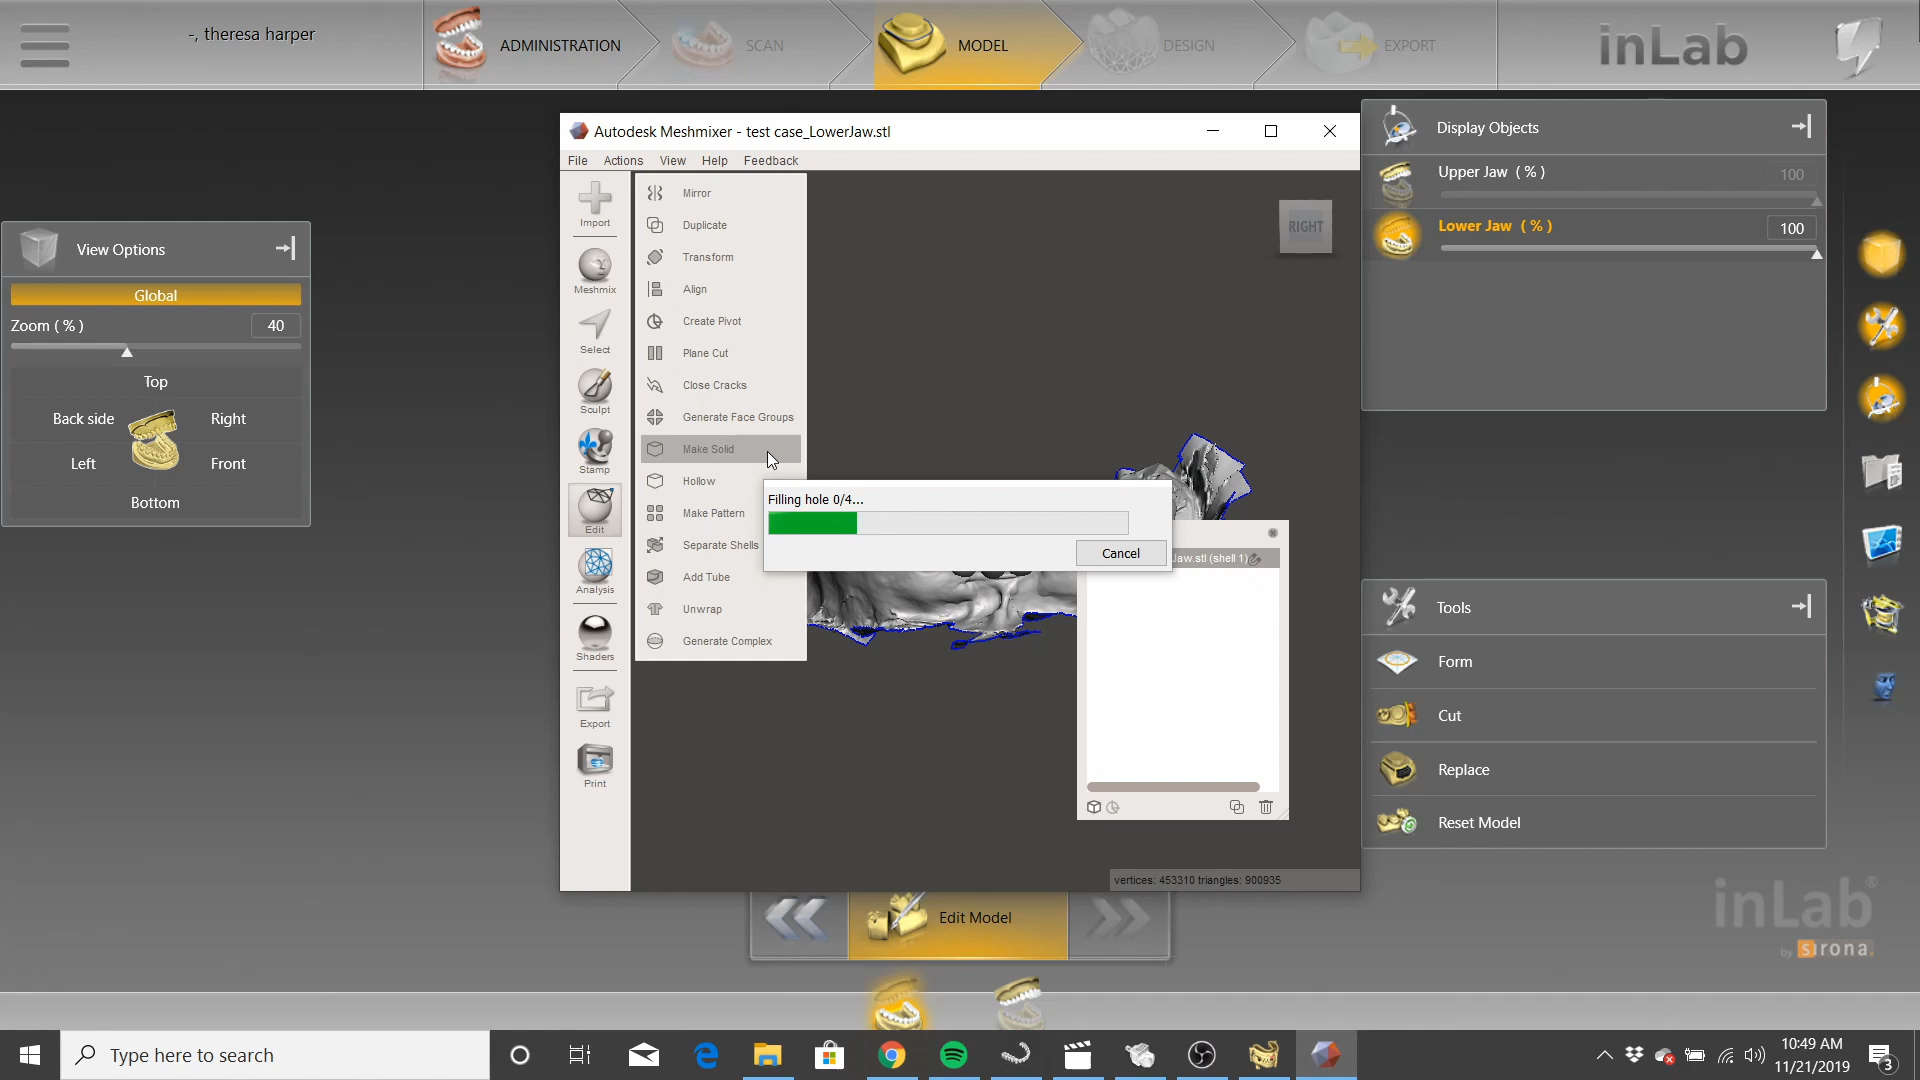 -, theresa harper
ADMINISTRATION
SCAN
MODEL
DESIGN
EXPORT
inLab
Autodesk Meshmixer - test case_LowerJaw.stl
File Actions View Help Feedback
Import
Meshmix
Select
Sculpt
Stamp
Edit
Analysis
Shaders
Export
Print
Mirror
Duplicate
Transform
Align
Create Pivot
Plane Cut
Close Cracks
Generate Face Groups
Make Solid
Hollow
Make Pattern
Separate Shells
Add Tube
Unwrap
Generate Complex
RIGHT
Filling hole 0/4...
Cancel
Jaw.stl (shell 1)
vertices: 453310 triangles: 900935
View Options
Global
Zoom ( % ) 40
Top
Back side
Right
Left
Front
Bottom
Display Objects
Upper Jaw ( % ) 100
Lower Jaw ( % ) 100
Tools
Form
Cut
Replace
Reset Model
Edit Model
inLab®
by sirona.
Type here to search
10:49 AM
11/21/2019
3